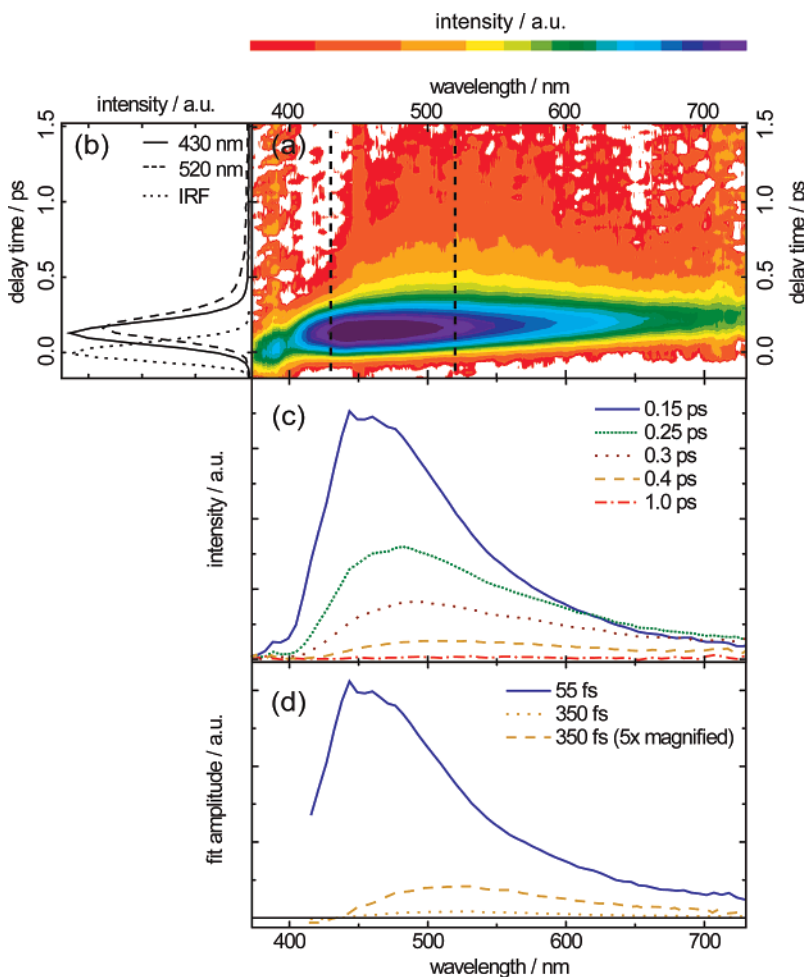 intensity / a.u.
wavelength / nm
400 500 600 700
intensity / a.u.
(b)
430 nm
520 nm
IRF
(a)
delay time / ps
1.5
1.0
0.5
0.0
1.5
1.0
0.5
0.0
delay time / ps
(c)
0.15 ps
0.25 ps
0.3 ps
0.4 ps
1.0 ps
intensity / a.u.
(d)
55 fs
350 fs
350 fs (5x magnified)
fit amplitude / a.u.
400 500 600 700
wavelength / nm